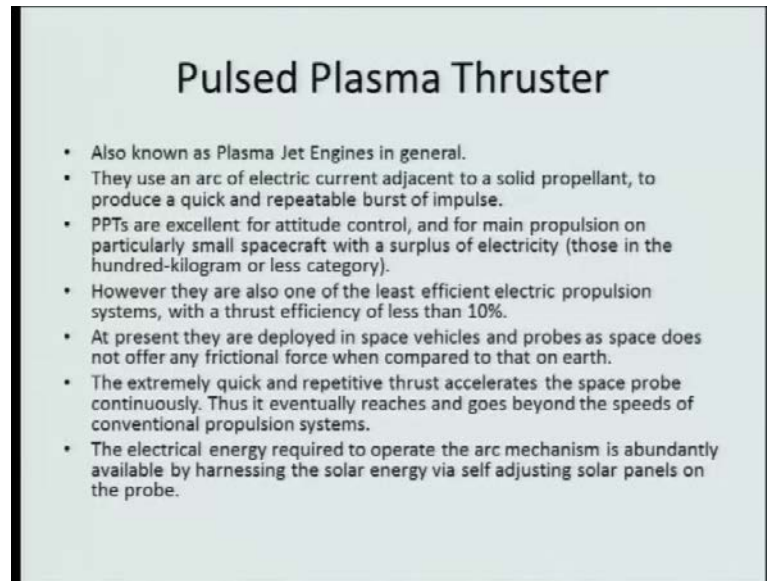 Pulsed Plasma Thruster
• Also known as Plasma Jet Engines in general.
• They use an arc of electric current adjacent to a solid propellant, to
produce a quick and repeatable burst of impulse.
• PPTs are excellent for attitude control, and for main propulsion on
particularly small spacecraft with a surplus of electricity (those in the
hundred-kilogram or less category).
• However they are also one of the least efficient electric propulsion
systems, with a thrust efficiency of less than 10%.
• At present they are deployed in space vehicles and probes as space does
not offer any frictional force when compared to that on earth.
• The extremely quick and repetitive thrust accelerates the space probe
continuously. Thus it eventually reaches and goes beyond the speeds of
conventional propulsion systems.
• The electrical energy required to operate the arc mechanism is abundantly
available by harnessing the solar energy via self adjusting solar panels on
the probe.